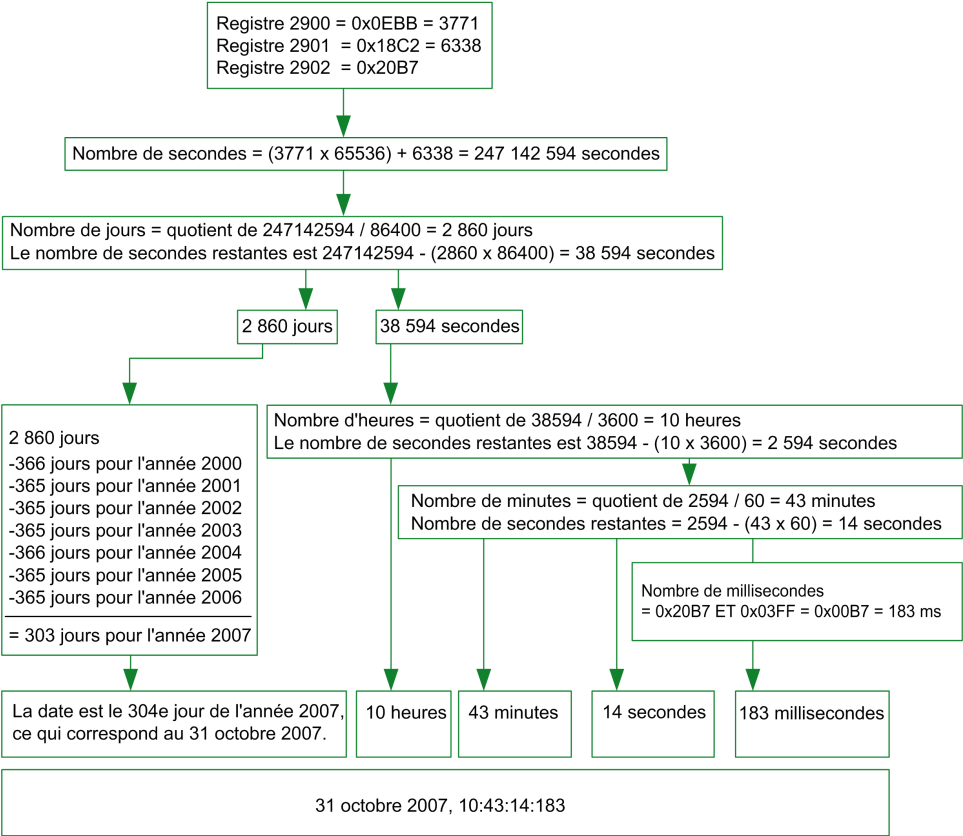 Registre 2900 = 0x0EBB = 3771
Registre 2901 = 0x18C2 = 6338
Registre 2902 = 0x20B7
Nombre de secondes = (3771 x 65536) + 6338 = 247 142 594 secondes
Nombre de jours = quotient de 247142594 / 86400 = 2 860 jours
Le nombre de secondes restantes est 247142594 - (2860 x 86400) = 38 594 secondes
2 860 jours
38 594 secondes
2 860 jours
-366 jours pour l'année 2000
-365 jours pour l'année 2001
-365 jours pour l'année 2002
-365 jours pour l'année 2003
-366 jours pour l'année 2004
-365 jours pour l'année 2005
-365 jours pour l'année 2006
= 303 jours pour l'année 2007
Nombre d'heures = quotient de 38594 / 3600 = 10 heures
Le nombre de secondes restantes est 38594 - (10 x 3600) = 2 594 secondes
Nombre de minutes = quotient de 2594 / 60 = 43 minutes
Nombre de secondes restantes = 2594 - (43 x 60) = 14 secondes
Nombre de millisecondes
= 0x20B7 ET 0x03FF = 0x00B7 = 183 ms
La date est le 304e jour de l'année 2007,
ce qui correspond au 31 octobre 2007.
10 heures
43 minutes
14 secondes
183 millisecondes
31 octobre 2007, 10:43:14:183